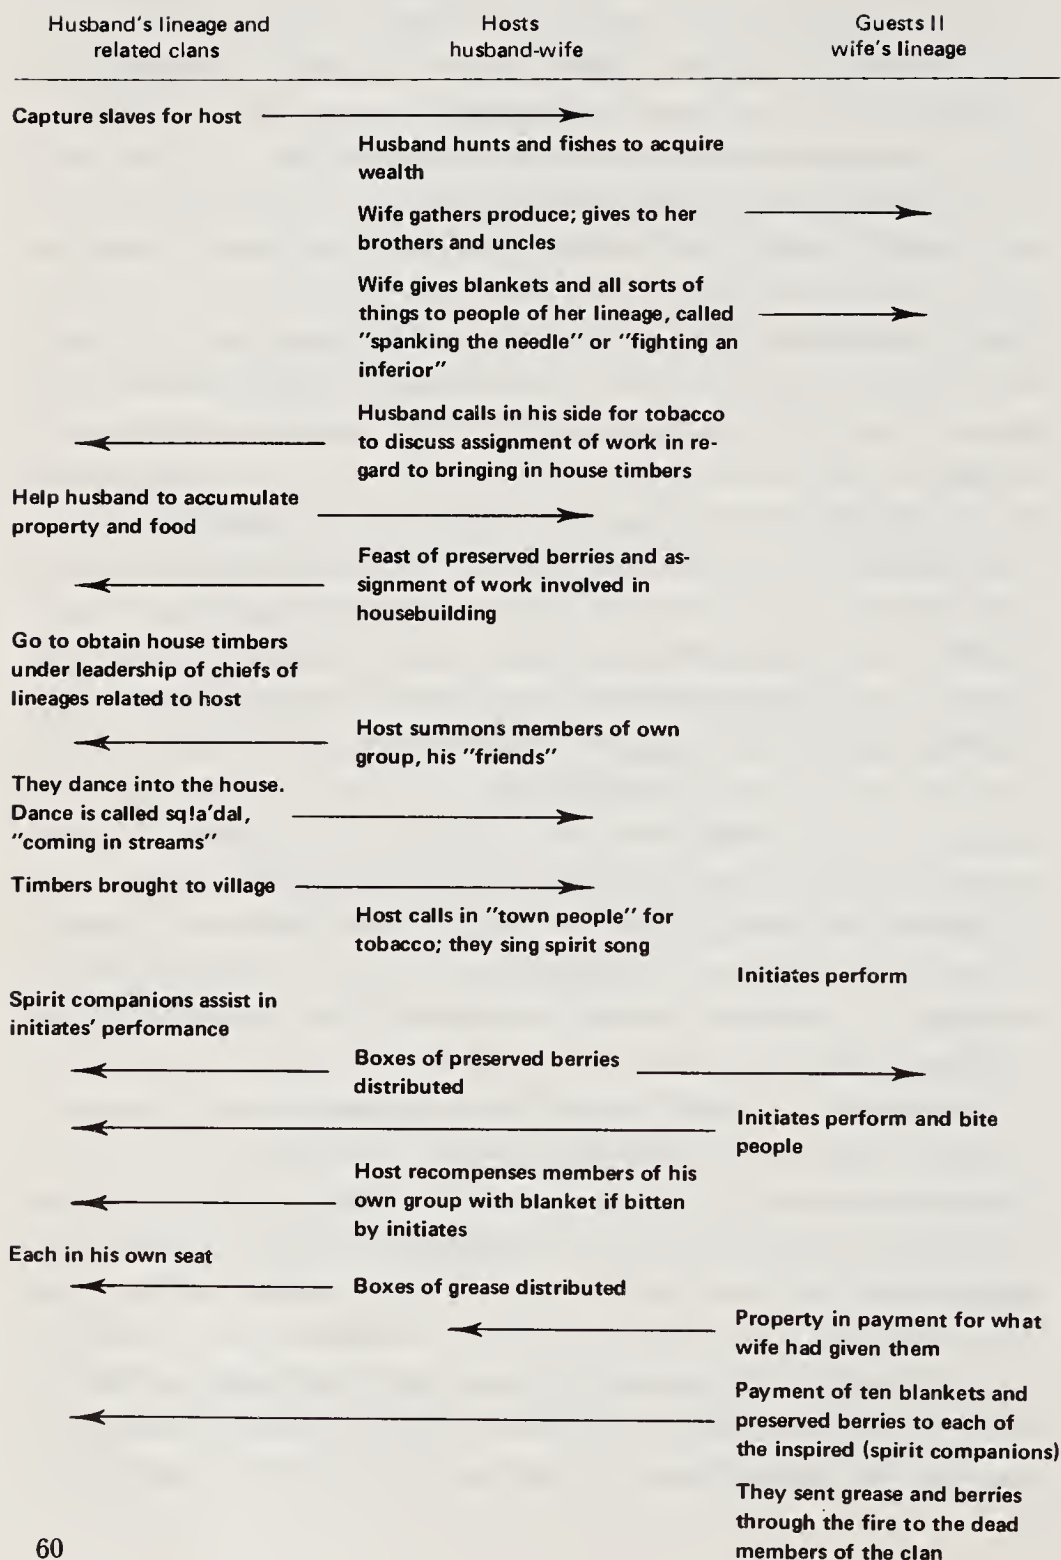 Husband's lineage and
related clans
Hosts
husband-wife
Guests II
wife's lineage
Capture slaves for host
Husband hunts and fishes to acquire
wealth
Wife gathers produce; gives to her
brothers and uncles
Wife gives blankets and all sorts of
things to people of her lineage, called
"spanking the needle" or "fighting an
inferior"
Husband calls in his side for tobacco
to discuss assignment of work in re-
gard to bringing in house timbers
Help husband to accumulate
property and food
Feast of preserved berries and as-
signment of work involved in
housebuilding
Go to obtain house timbers
under leadership of chiefs of
lineages related to host
Host summons members of own
group, his "friends"
They dance into the house.
Dance is called sq!a'dal,
"coming in streams"
Timbers brought to village
Host calls in "town people" for
tobacco; they sing spirit song
Initiates perform
Spirit companions assist in
initiates' performance
Boxes of preserved berries
distributed
Initiates perform and bite
people
Host recompenses members of his
own group with blanket if bitten
by initiates
Each in his own seat
Boxes of grease distributed
Property in payment for what
wife had given them
Payment of ten blankets and
preserved berries to each of
the inspired (spirit companions)
They sent grease and berries
through the fire to the dead
members of the clan
60